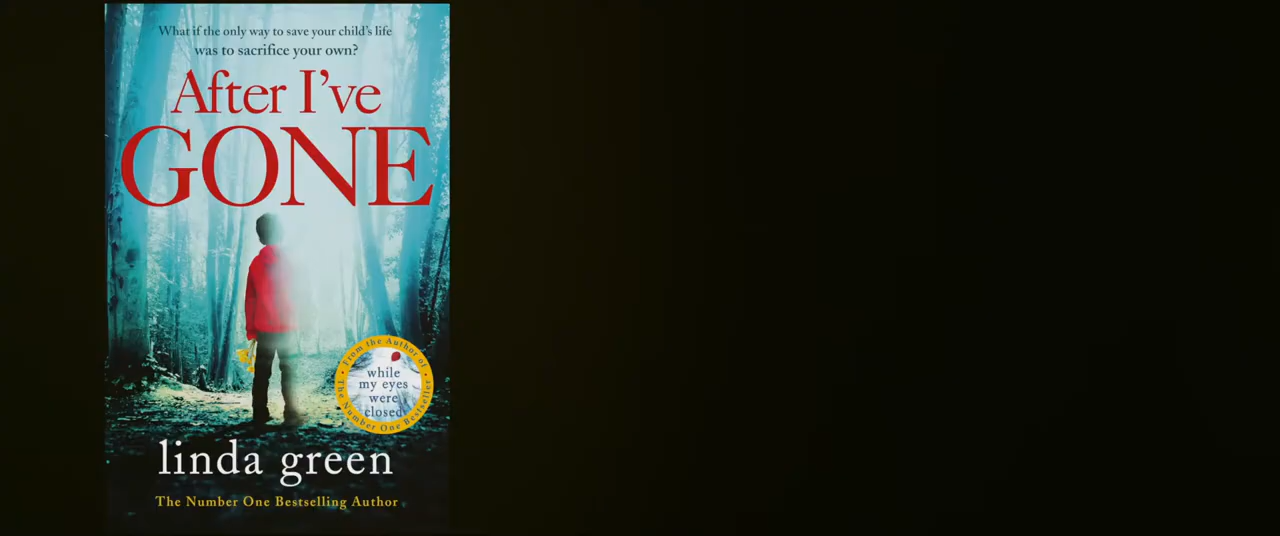 What if the only way to save your child's life
was to sacrifice your own?
After I've
GONE
From the Author of
while
my eyes
were
closed
The Number One Bestseller
linda green
The Number One Bestselling Author